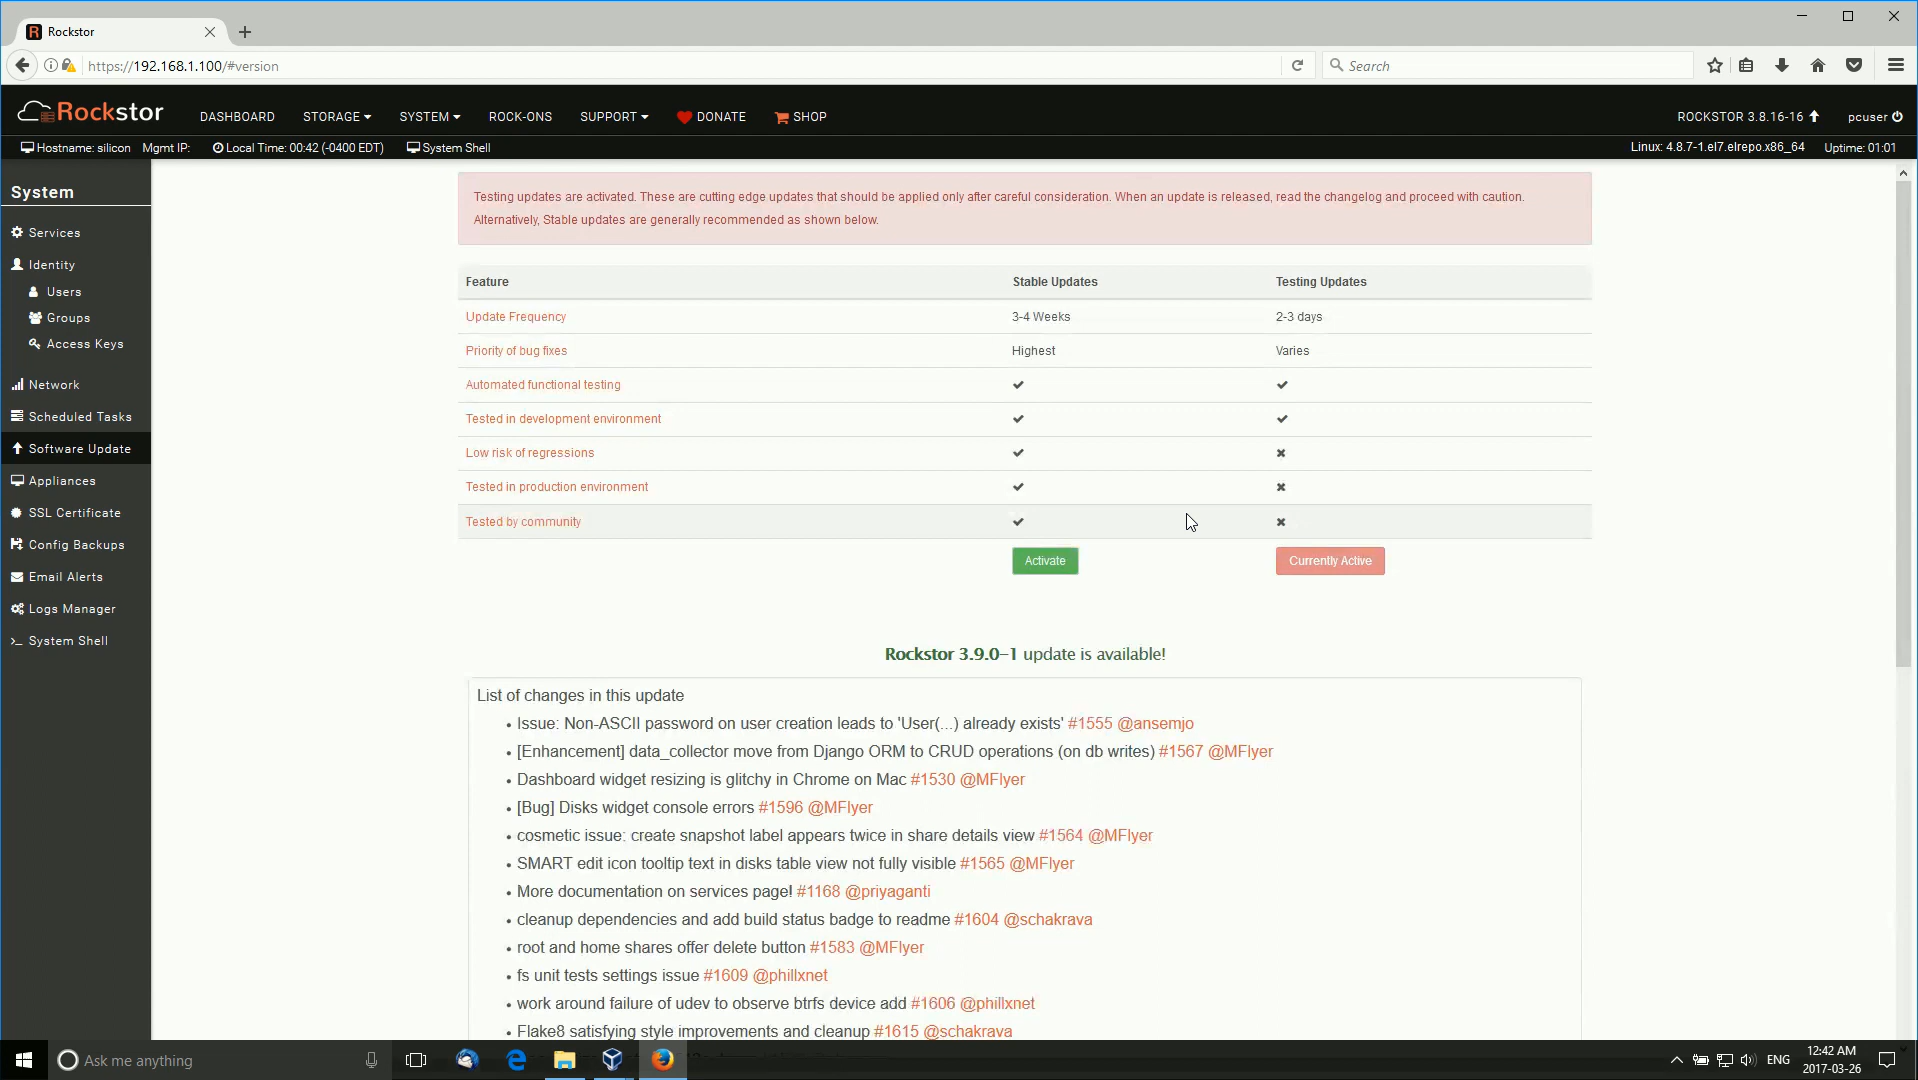 Rockstor
https://192.168.1.100/#version
Search
Rockstor
DASHBOARD STORAGE SYSTEM ROCK-ONS SUPPORT DONATE SHOP
ROCKSTOR 3.8.16-16 pcuser
Hostname: silicon Mgmt IP: Local Time: 00:42 (-0400 EDT) System Shell
Linux: 4.8.7-1.el7.elrepo.x86_64 Uptime: 01:01
System
Services
Identity
Users
Groups
Access Keys
Network
Scheduled Tasks
Software Update
Appliances
SSL Certificate
Config Backups
Email Alerts
Logs Manager
System Shell
Testing updates are activated. These are cutting edge updates that should be applied only after careful consideration. When an update is released, read the changelog and proceed with caution.
Alternatively, Stable updates are generally recommended as shown below.
Feature Stable Updates Testing Updates
Update Frequency 3-4 Weeks 2-3 days
Priority of bug fixes Highest Varies
Automated functional testing
Tested in development environment
Low risk of regressions
Tested in production environment
Tested by community
Activate Currently Active
Rockstor 3.9.0–1 update is available!
List of changes in this update
• Issue: Non-ASCII password on user creation leads to 'User(...) already exists' #1555 @ansemjo
• [Enhancement] data_collector move from Django ORM to CRUD operations (on db writes) #1567 @MFlyer
• Dashboard widget resizing is glitchy in Chrome on Mac #1530 @MFlyer
• [Bug] Disks widget console errors #1596 @MFlyer
• cosmetic issue: create snapshot label appears twice in share details view #1564 @MFlyer
• SMART edit icon tooltip text in disks table view not fully visible #1565 @MFlyer
• More documentation on services page! #1168 @priyaganti
• cleanup dependencies and add build status badge to readme #1604 @schakrava
• root and home shares offer delete button #1583 @MFlyer
• fs unit tests settings issue #1609 @phillxnet
• work around failure of udev to observe btrfs device add #1606 @phillxnet
• Flake8 satisfying style improvements and cleanup #1615 @schakrava
Ask me anything
ENG
12:42 AM
2017-03-26